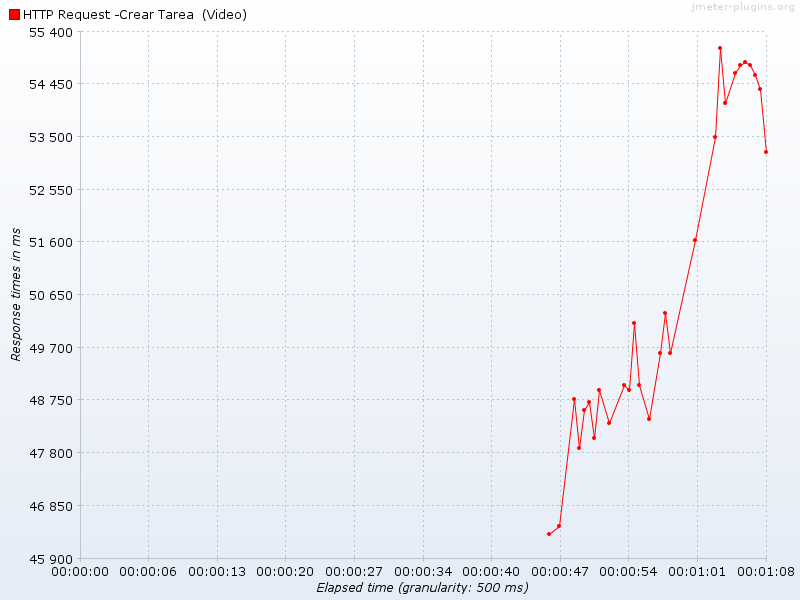 jmeter-plugins.org
HTTP Request -Crear Tarea (Video)
55 400
54 450
53 500
52 550
51 600
50 650
49 700
48 750
47 800
46 850
45 900
Response times in ms
00:00:00 00:00:06 00:00:13 00:00:20 00:00:27 00:00:34 00:00:40 00:00:47 00:00:54 00:01:01 00:01:08
Elapsed time (granularity: 500 ms)